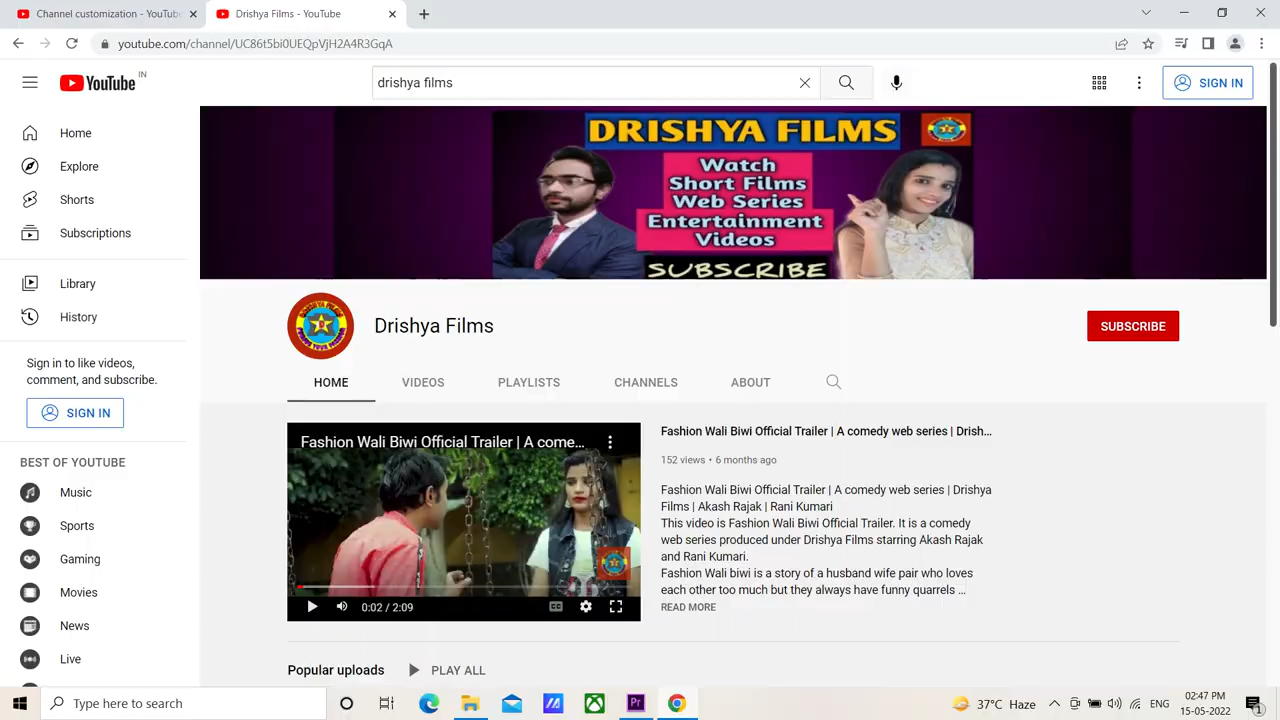 Channel customization - YouTube
Drishya Films - YouTube
youtube.com/channel/UC86t5bi0UEQpVjH2A4R3GqA
YouTube IN
drishya films
SIGN IN
Home
Explore
Shorts
Subscriptions
Library
History
Sign in to like videos,
comment, and subscribe.
SIGN IN
BEST OF YOUTUBE
Music
Sports
Gaming
Movies
News
Live
DRISHYA FILMS
Watch
Short Films
Web Series
Entertainment
Videos
SUBSCRIBE
Drishya Films
SUBSCRIBE
HOME
VIDEOS
PLAYLISTS
CHANNELS
ABOUT
Fashion Wali Biwi Official Trailer | A come...
0:02 / 2:09
CC
Fashion Wali Biwi Official Trailer | A comedy web series | Drish...
152 views • 6 months ago
Fashion Wali Biwi Official Trailer | A comedy web series | Drishya
Films | Akash Rajak | Rani Kumari
This video is Fashion Wali Biwi Official Trailer. It is a comedy
web series produced under Drishya Films starring Akash Rajak
and Rani Kumari.
Fashion Wali biwi is a story of a husband wife pair who loves
each other too much but they always have funny quarrels ...
READ MORE
Popular uploads
PLAY ALL
Type here to search
Pr
37°C Haze
ENG
02:47 PM
15-05-2022
1